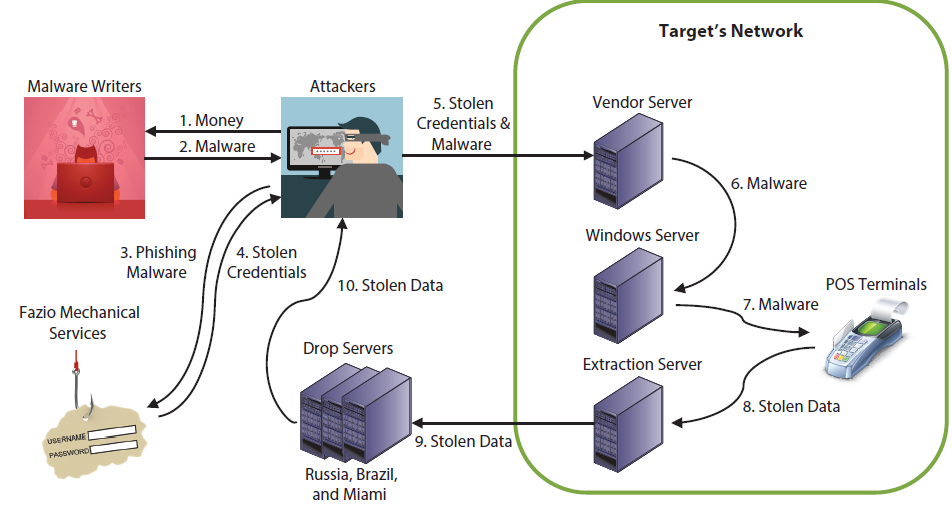 Target’s Network
Malware Writers
Attackers
1. Money
2. Malware
5. Stolen
Credentials &
Malware
Vendor Server
6. Malware
3. Phishing
Malware
4. Stolen
Credentials
Windows Server
10. Stolen Data
7. Malware
POS Terminals
Fazio Mechanical
Services
Drop Servers
Extraction Server
8. Stolen Data
9. Stolen Data
USERNAME
PASSWORD
Russia, Brazil,
and Miami